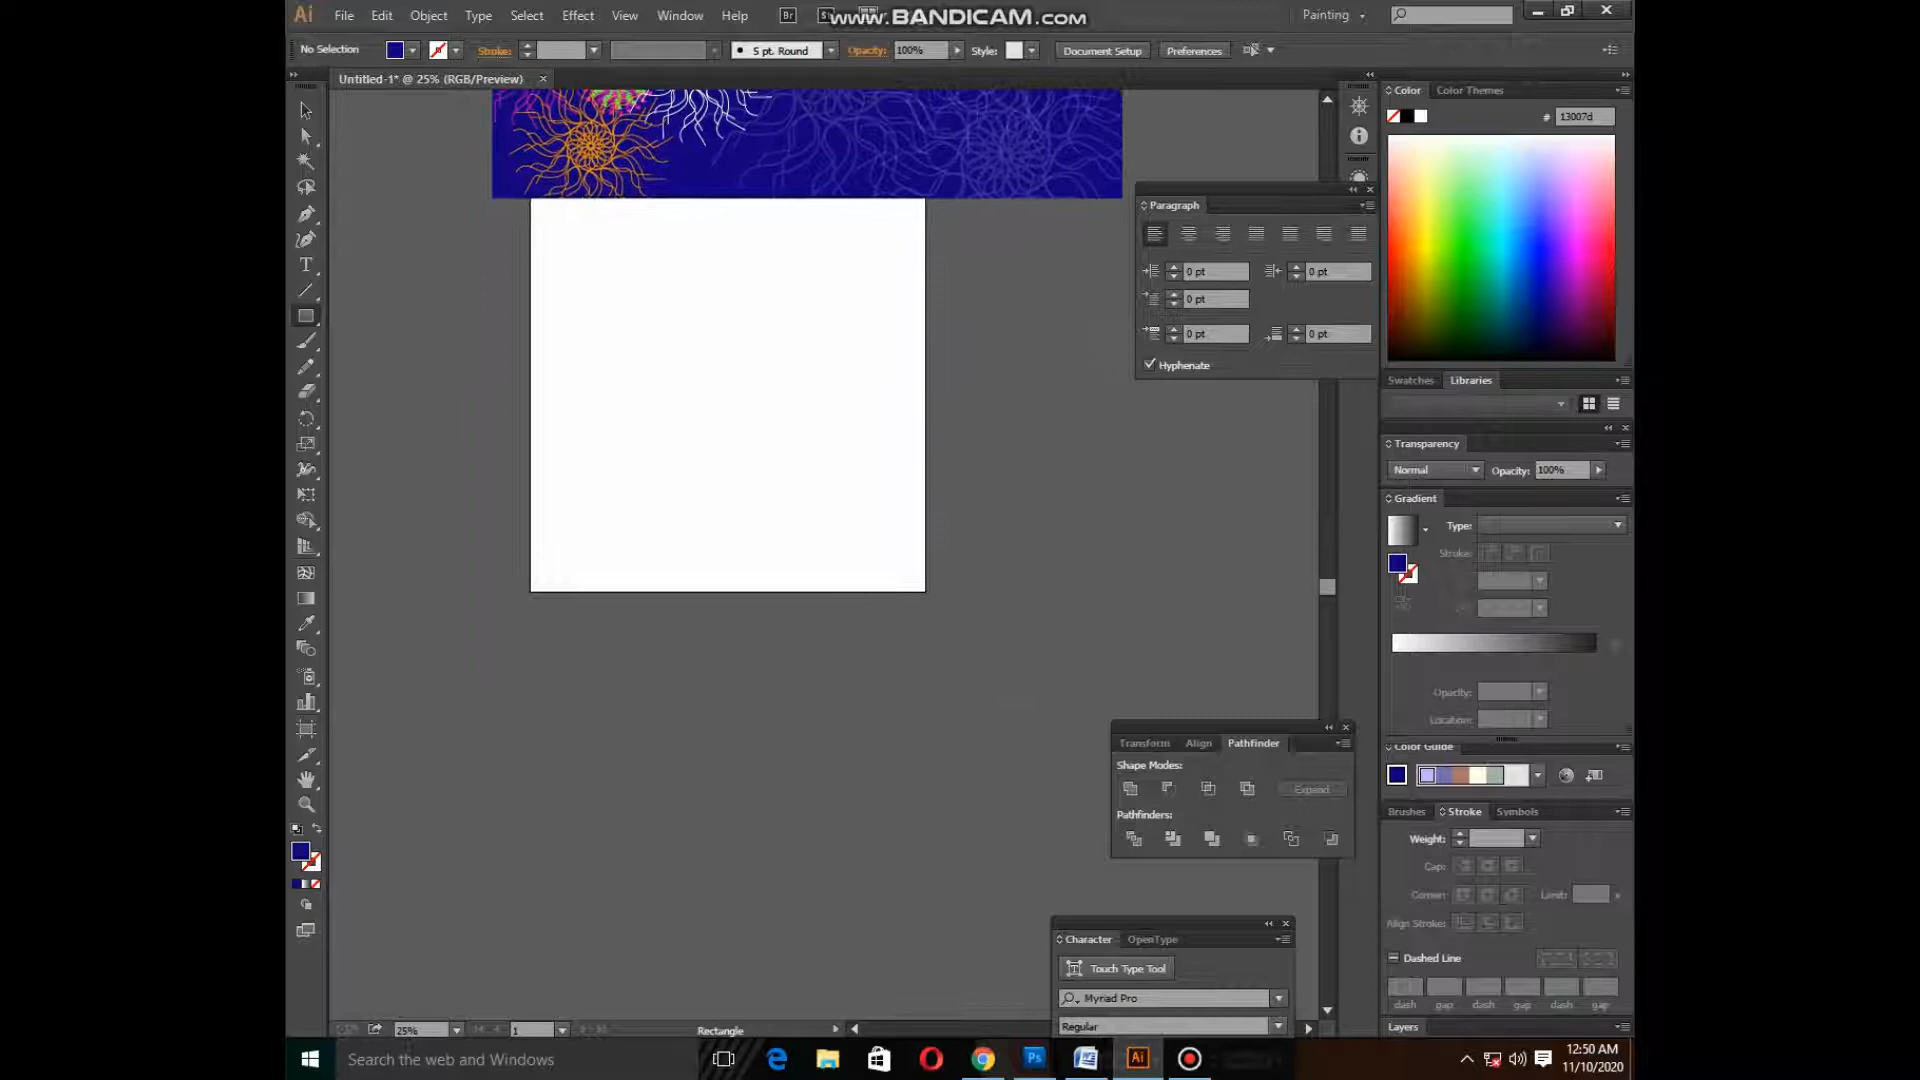 Ai File Edit Object Type Select Effect View Window Help Br St www.BANDICAM.com Painting
No Selection Stroke: 5 pt. Round Opacity: 100% Style: Document Setup Preferences
Untitled-1* @ 25% (RGB/Preview)
Color Color Themes
# 13007d
Paragraph
0 pt 0 pt
0 pt
0 pt 0 pt
Hyphenate
Swatches Libraries
Transparency
Normal Opacity: 100%
Gradient
Type:
Stroke:
Opacity:
Location:
Color Guide
Transform Align Pathfinder
Shape Modes:
Expand
Pathfinders:
Brushes Stroke Symbols
Weight:
Cap:
Corner: Limit: x
Align Stroke:
Dashed Line
dash gap dash gap dash gap
Layers
Character OpenType
Touch Type Tool
Myriad Pro
Regular
25% 1 Rectangle
Search the web and Windows
Ps Ai
12:50 AM
11/10/2020